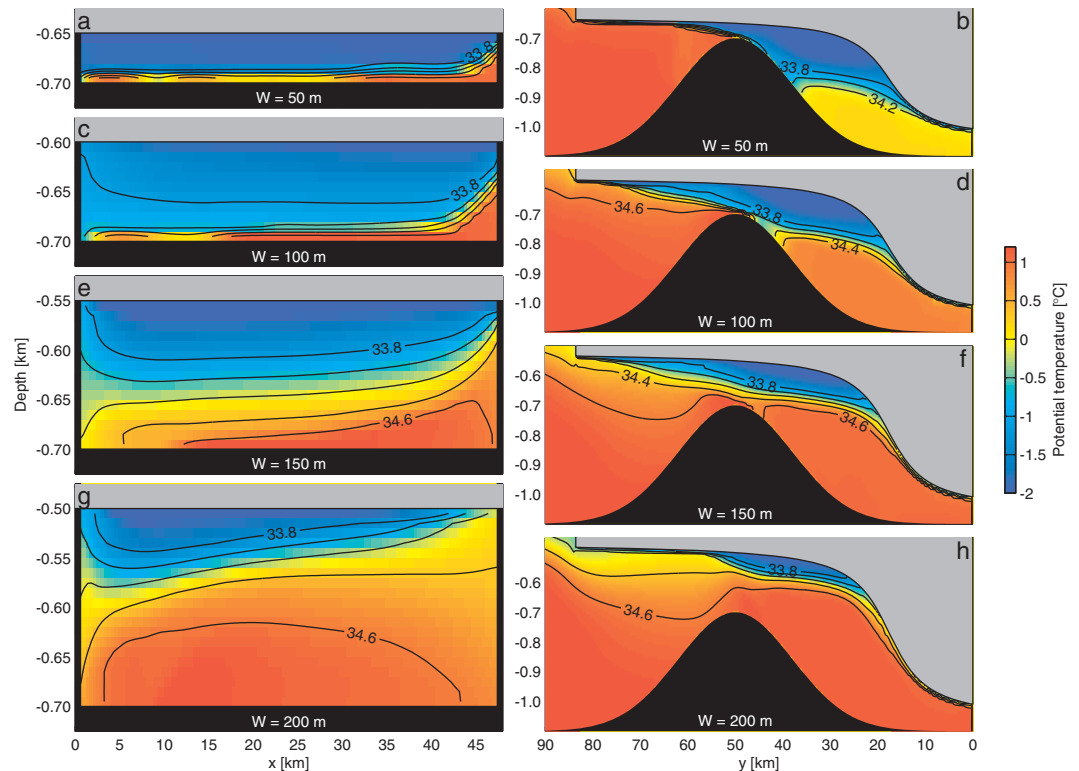 a
-0.65
-0.70
33.8
W = 50 m
b
-0.7
-0.8
-0.9
-1.0
33.8
34.2
W = 50 m
c
-0.60
-0.65
-0.70
33.8
W = 100 m
d
-0.7
-0.8
-0.9
-1.0
34.6
33.8
34.4
W = 100 m
e
-0.55
-0.60
-0.65
-0.70
33.8
34.6
W = 150 m
f
-0.6
-0.7
-0.8
-0.9
-1.0
34.4
33.8
34.6
W = 150 m
g
-0.50
-0.55
-0.60
-0.65
-0.70
33.8
34.6
W = 200 m
h
-0.6
-0.7
-0.8
-0.9
-1.0
33.8
34.6
W = 200 m
Depth [km]
0 5 10 15 20 25 30 35 40 45
x [km]
90 80 70 60 50 40 30 20 10 0
y [km]
1
0.5
0
-0.5
-1
-1.5
-2
Potential temperature [°C]